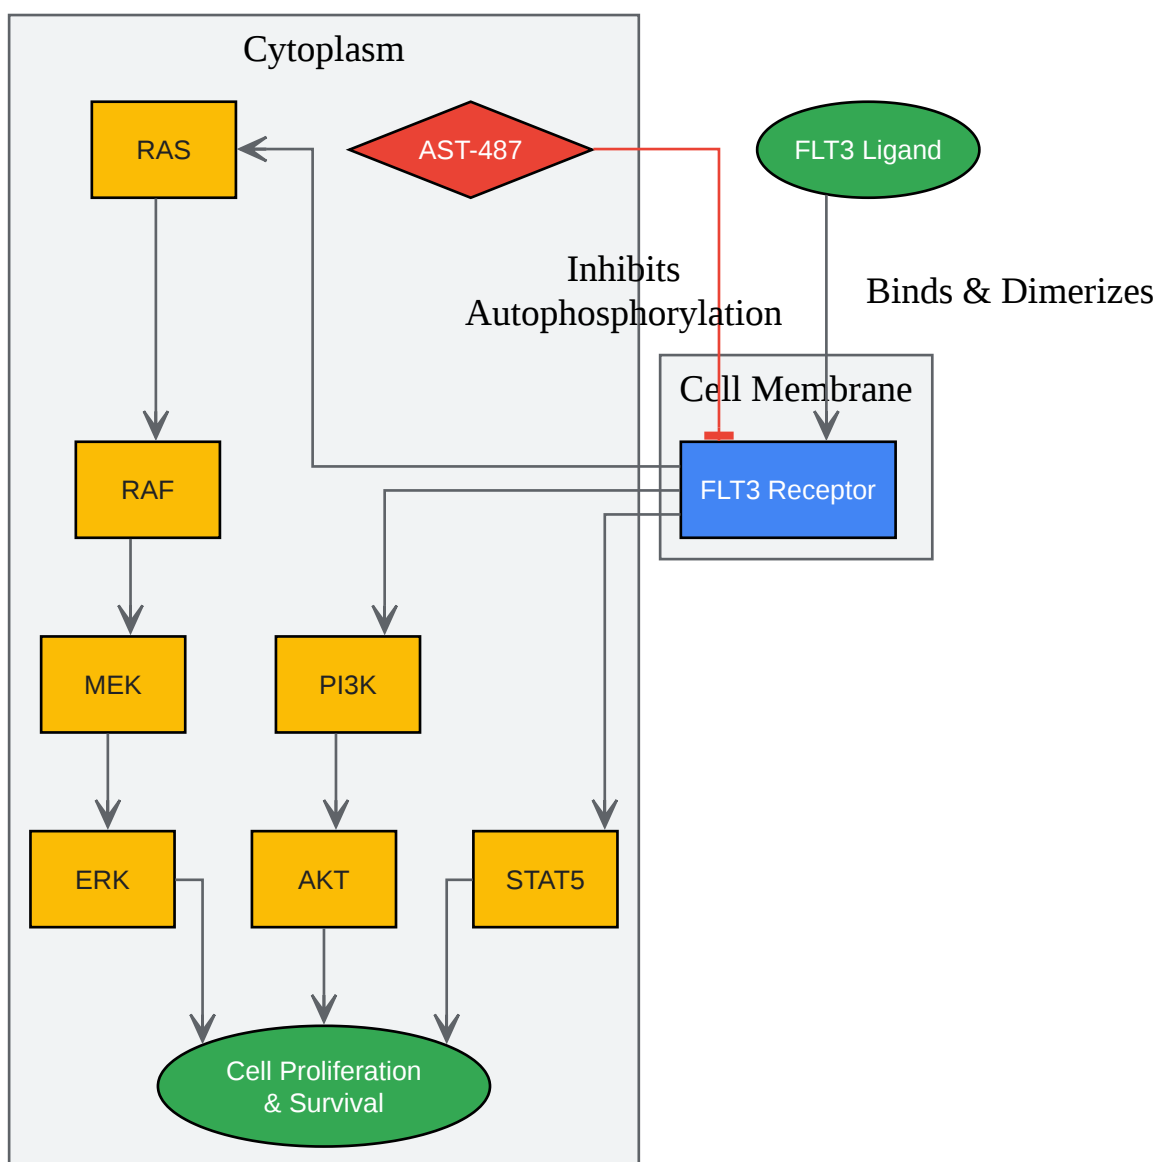 Cytoplasm
RAS
AST-487
FLT3 Ligand
Inhibits
Autophosphorylation
Binds & Dimerizes
Cell Membrane
RAF
FLT3 Receptor
MEK
PI3K
ERK
AKT
STAT5
Cell Proliferation
& Survival